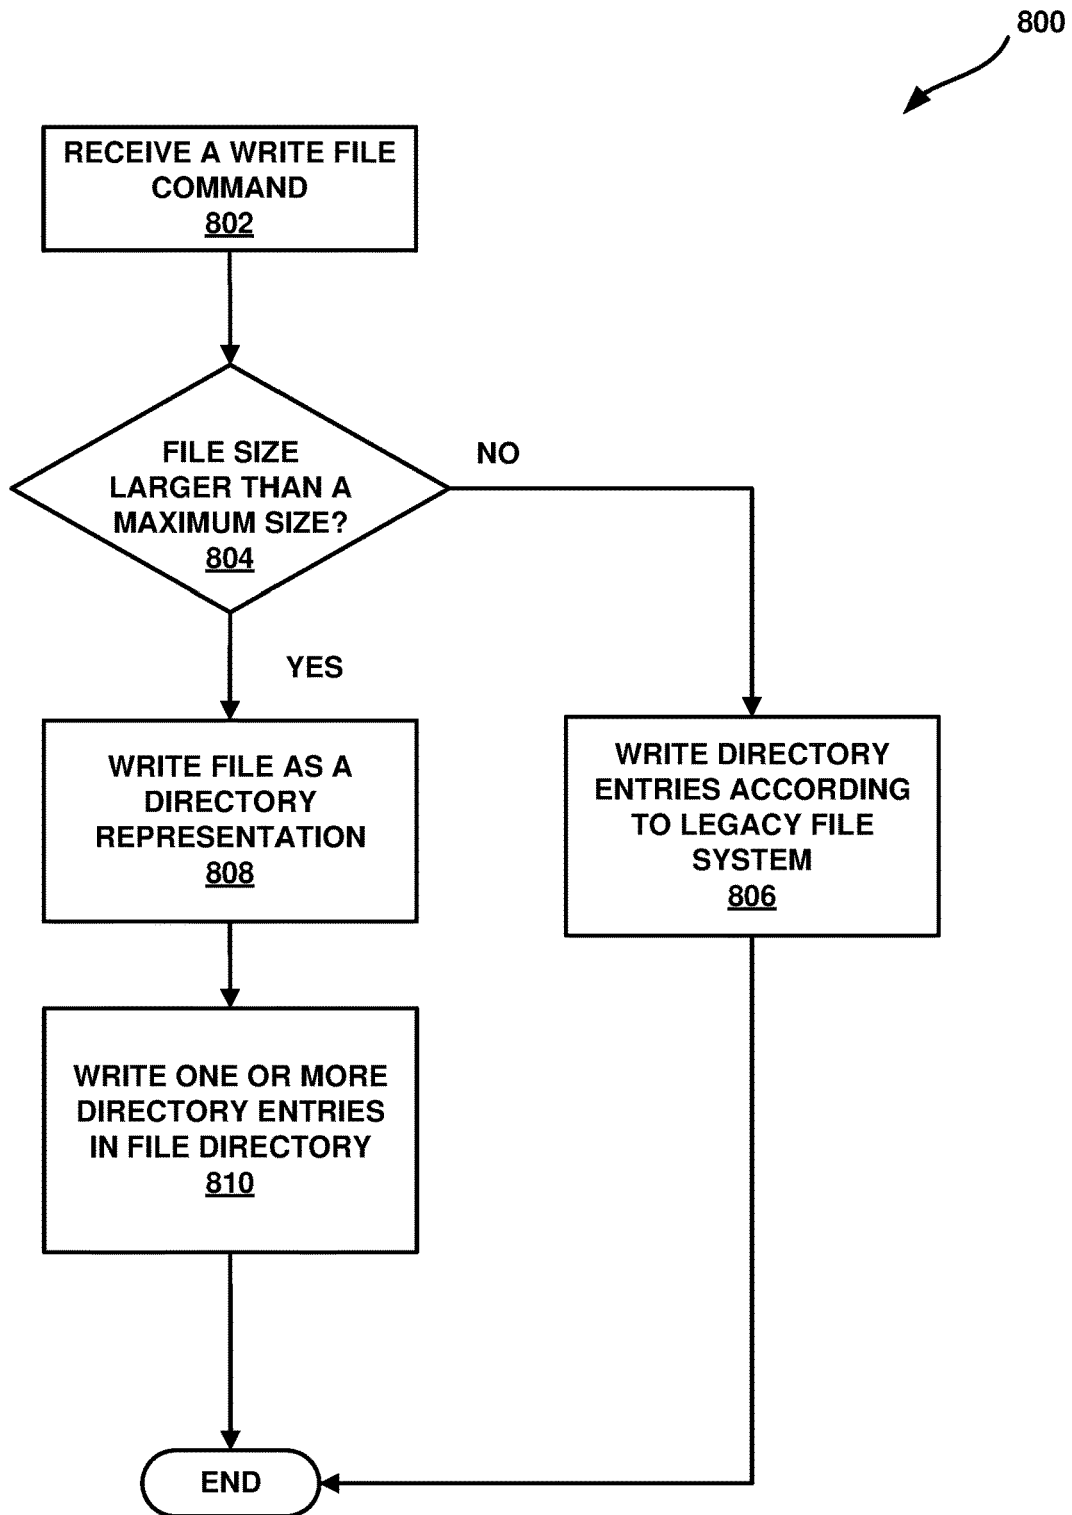 800
RECEIVE A WRITE FILE
COMMAND
802
FILE SIZE
LARGER THAN A
MAXIMUM SIZE?
804
NO
YES
WRITE FILE AS A
DIRECTORY
REPRESENTATION
808
WRITE DIRECTORY
ENTRIES ACCORDING
TO LEGACY FILE
SYSTEM
806
WRITE ONE OR MORE
DIRECTORY ENTRIES
IN FILE DIRECTORY
810
END